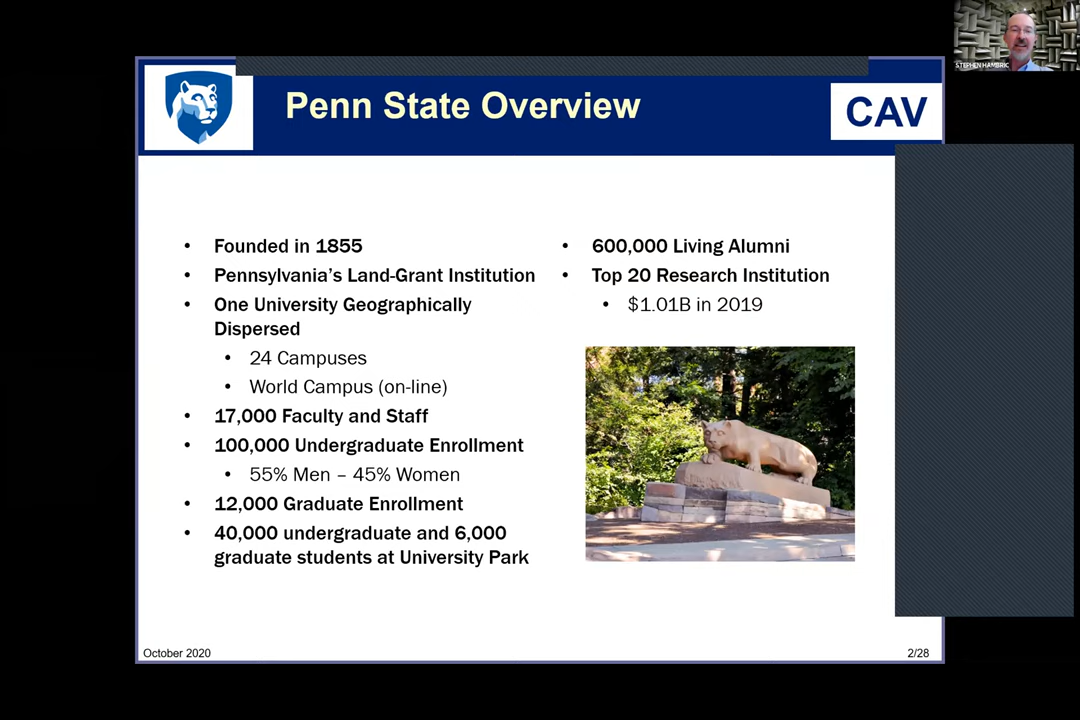 STEPHEN HAMBRIC
Penn State Overview
CAV
• Founded in 1855
• Pennsylvania’s Land-Grant Institution
• One University Geographically
Dispersed
• 24 Campuses
• World Campus (on-line)
• 17,000 Faculty and Staff
• 100,000 Undergraduate Enrollment
• 55% Men – 45% Women
• 12,000 Graduate Enrollment
• 40,000 undergraduate and 6,000
graduate students at University Park
• 600,000 Living Alumni
• Top 20 Research Institution
• $1.01B in 2019
October 2020
2/28